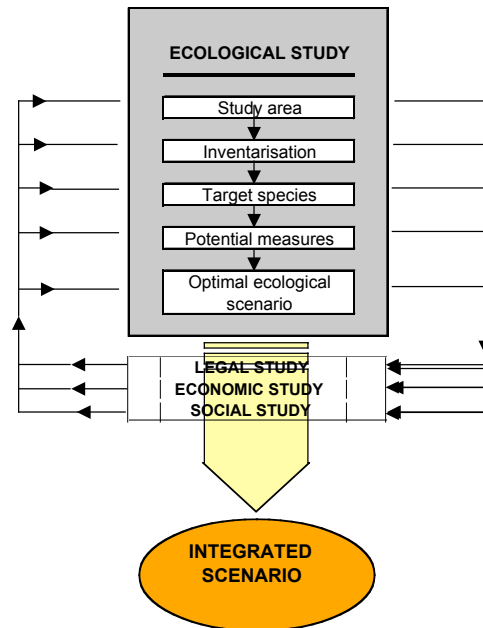 ECOLOGICAL STUDY
Study area
Inventarisation
Target species
Potential measures
Optimal ecological
scenario
LEGAL STUDY
ECONOMIC STUDY
SOCIAL STUDY
INTEGRATED
SCENARIO